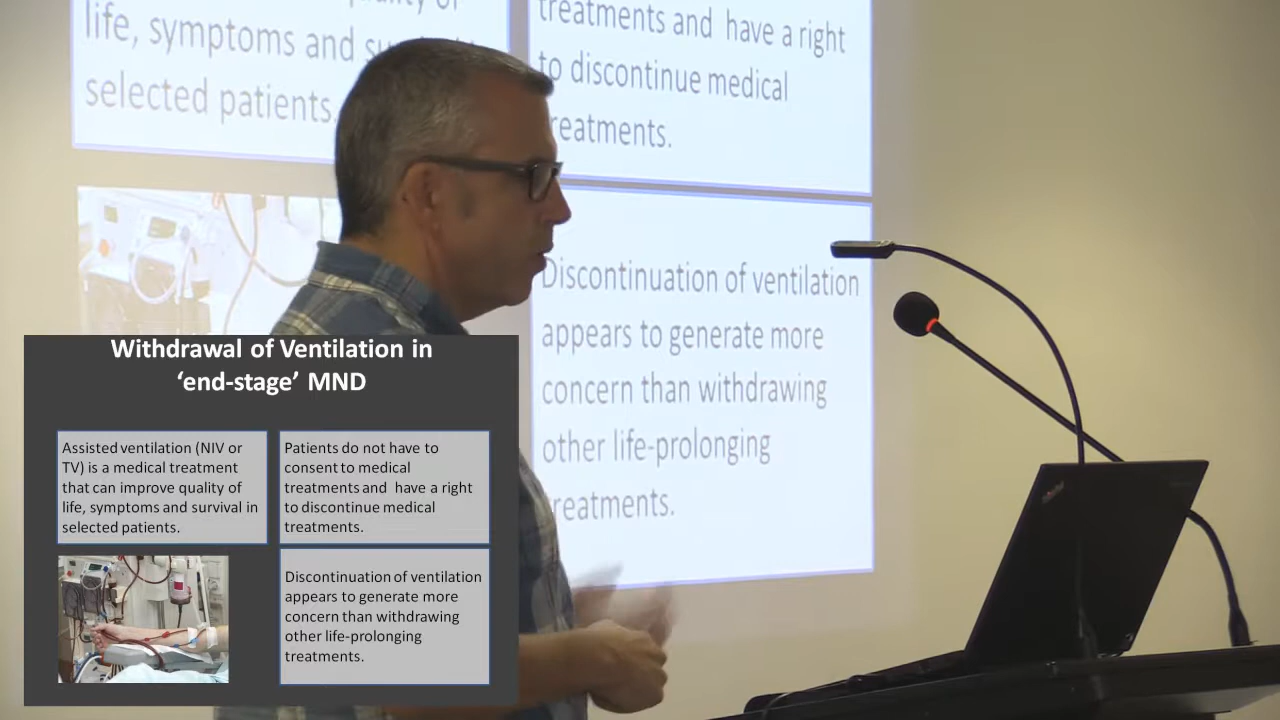 life, symptoms and
selected patients.
treatments and have a right
to discontinue medical
treatments.
Discontinuation of ventilation
appears to generate more
concern than withdrawing
other life-prolonging
treatments.
Withdrawal of Ventilation in
‘end-stage’ MND
Assisted ventilation (NIV or
TV) is a medical treatment
that can improve quality of
life, symptoms and survival in
selected patients.
Patients do not have to
consent to medical
treatments and have a right
to discontinue medical
treatments.
Discontinuation of ventilation
appears to generate more
concern than withdrawing
other life-prolonging
treatments.